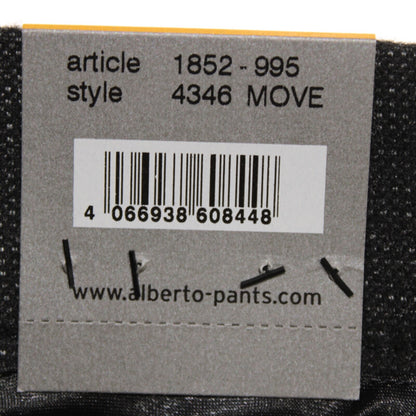 article 1852 - 995
style 4346 MOVE
4 066938 608448
www.alberto-pants.com